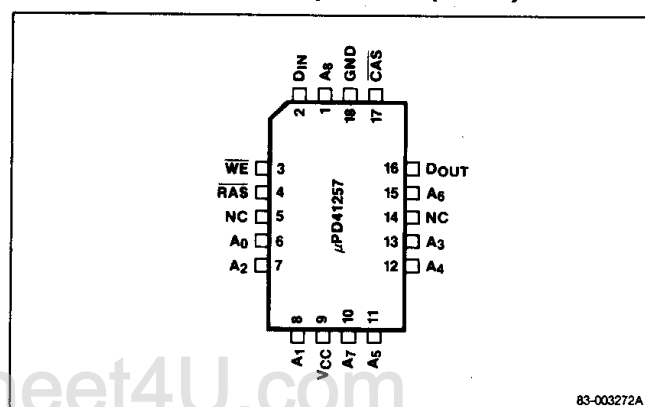 DIN A8 GND CAS
2 1 18 17
WE 3
RAS 4
NC 5
A0 6
A2 7
16 DOUT
15 A6
14 NC
13 A3
12 A4
µPD41257
8 9 10 11
A1 VCC A7 A5
heet4U.com
83-003272A